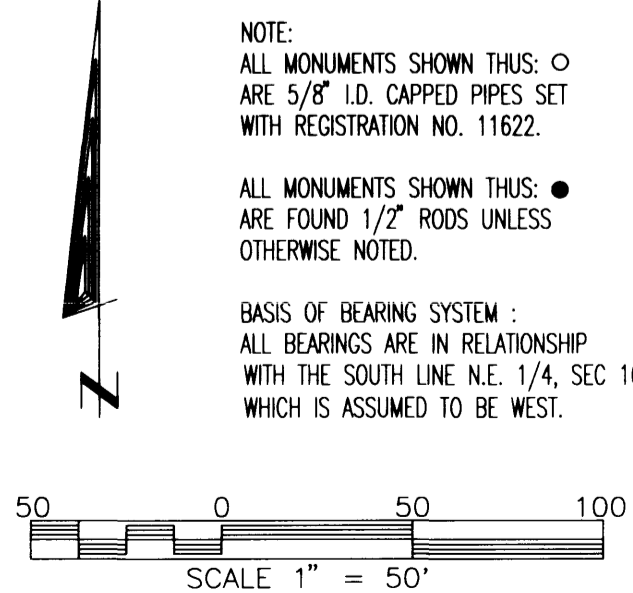 NOTE:
ALL MONUMENTS SHOWN THUS: ○
ARE 5/8" I.D. CAPPED PIPES SET
WITH REGISTRATION NO. 11622.
ALL MONUMENTS SHOWN THUS: ●
ARE FOUND 1/2" RODS UNLESS
OTHERWISE NOTED.
BASIS OF BEARING SYSTEM :
ALL BEARINGS ARE IN RELATIONSHIP
WITH THE SOUTH LINE N.E. 1/4, SEC
WHICH IS ASSUMED TO BE WEST.
N
50 0 50 100
SCALE 1" = 50'